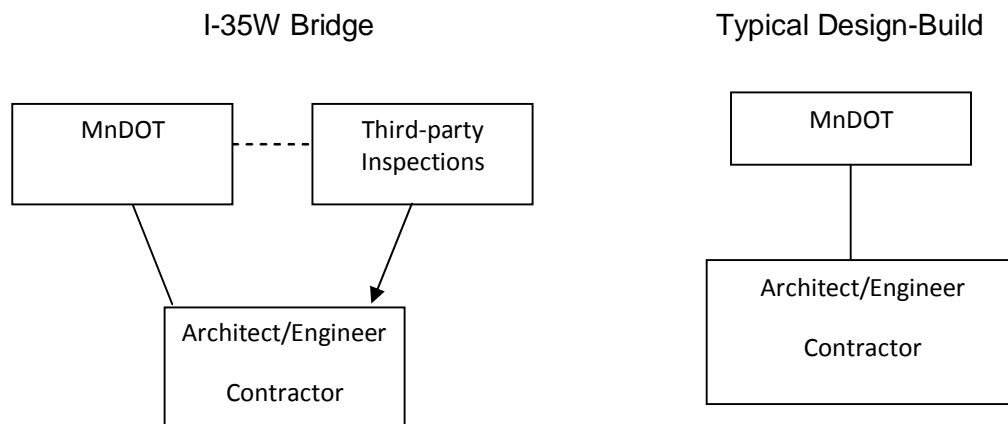 I-35W Bridge
Typical Design-Build
MnDOT
Third-party
Inspections
Architect/Engineer
Contractor
MnDOT
Architect/Engineer
Contractor